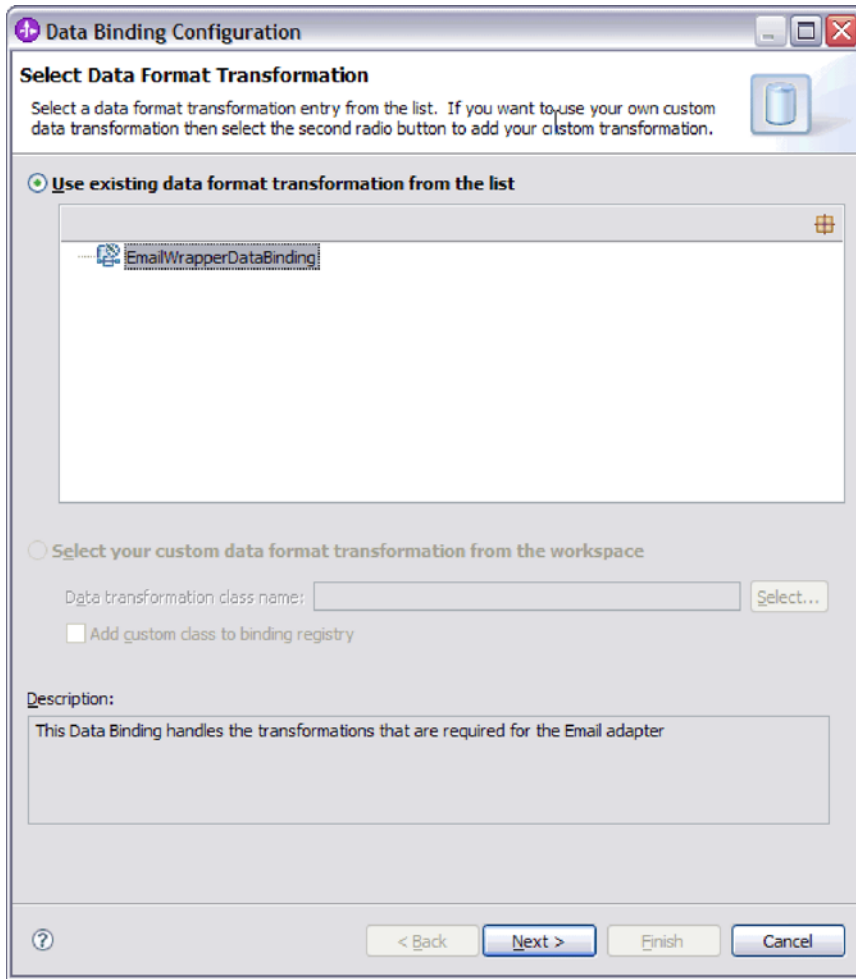 Data Binding Configuration
Select Data Format Transformation
Select a data format transformation entry from the list. If you want to use your own custom
data transformation then select the second radio button to add your custom transformation.
Use existing data format transformation from the list
EmailWrapperDataBinding
Select your custom data format transformation from the workspace
Data transformation class name:
Select...
Add custom class to binding registry
Description:
This Data Binding handles the transformations that are required for the Email adapter
?
< Back
Next >
Finish
Cancel